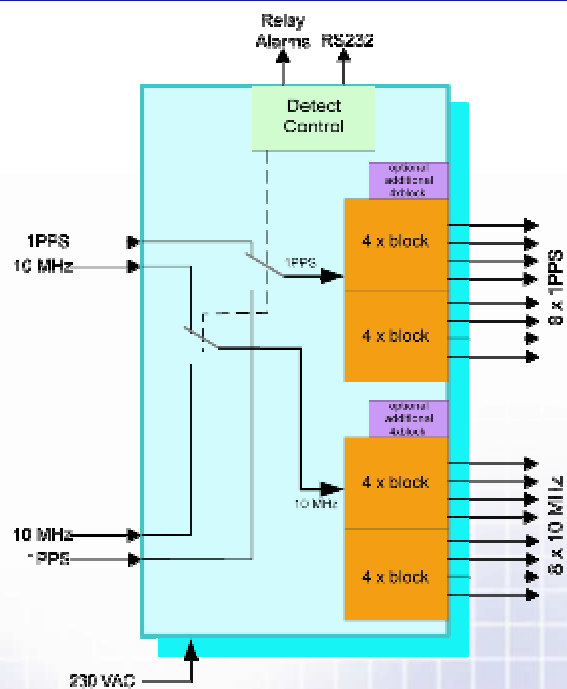 Relay
Alarms RS232
Detect
Control
optional
additional
4xblock
4 x block
4 x block
8 x 1PPS
1PPS
10 MHz
1PPS
optional
additional
4xblock
4 x block
4 x block
8 x 10 MHz
10 MHz
10 MHz
1PPS
230 VAC